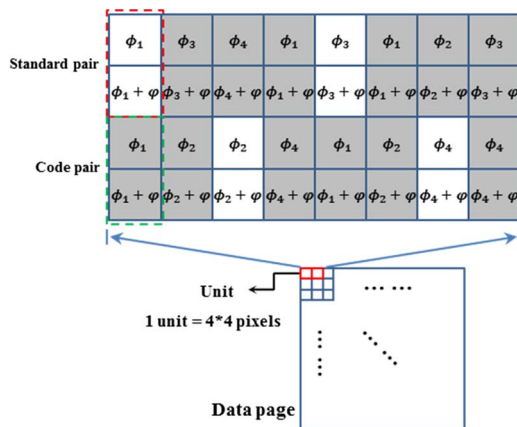 ϕ₁ ϕ₃ ϕ₄ ϕ₁ ϕ₃ ϕ₁ ϕ₂ ϕ₃
Standard pair
ϕ₁ + φ ϕ₃ + φ ϕ₄ + φ ϕ₁ + φ ϕ₃ + φ ϕ₁ + φ ϕ₂ + φ ϕ₃ + φ
ϕ₁ ϕ₂ ϕ₂ ϕ₄ ϕ₁ ϕ₂ ϕ₄ ϕ₄
Code pair
ϕ₁ + φ ϕ₂ + φ ϕ₂ + φ ϕ₄ + φ ϕ₁ + φ ϕ₂ + φ ϕ₄ + φ ϕ₄ + φ
Unit
1 unit = 4*4 pixels
Data page